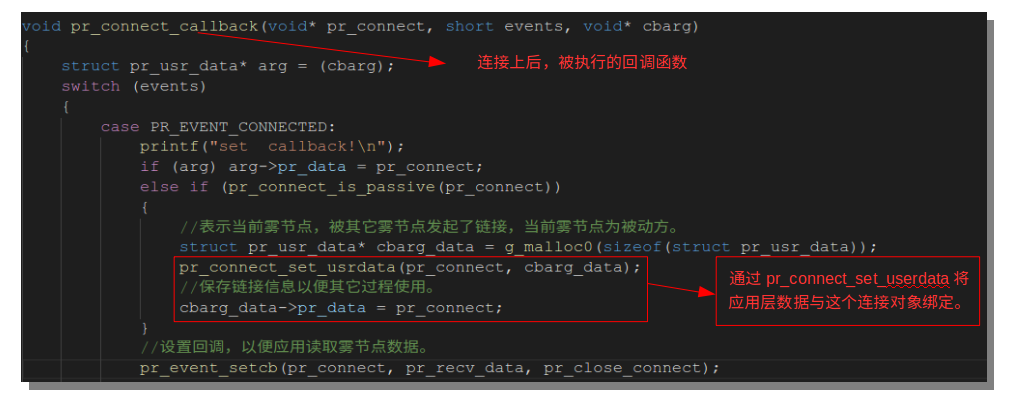 void pr_connect_callback(void* pr_connect, short events, void* cbarg)
{
连接上后，被执行的回调函数
struct pr_usr_data* arg = (cbarg);
switch (events)
{
case PR_EVENT_CONNECTED:
printf("set  callback!\n");
if (arg) arg->pr_data = pr_connect;
else if (pr_connect_is_passive(pr_connect))
{
//表示当前雾节点，被其它雾节点发起了链接，当前雾节点为被动方。
struct pr_usr_data* cbarg_data = g_malloc0(sizeof(struct pr_usr_data));
pr_connect_set_usrdata(pr_connect, cbarg_data);
//保存链接信息以便其它过程使用。
cbarg_data->pr_data = pr_connect;
通过 pr_connect_set_userdata 将
应用层数据与这个连接对象绑定。
}
//设置回调，以便应用读取雾节点数据。
pr_event_setcb(pr_connect, pr_recv_data, pr_close_connect);